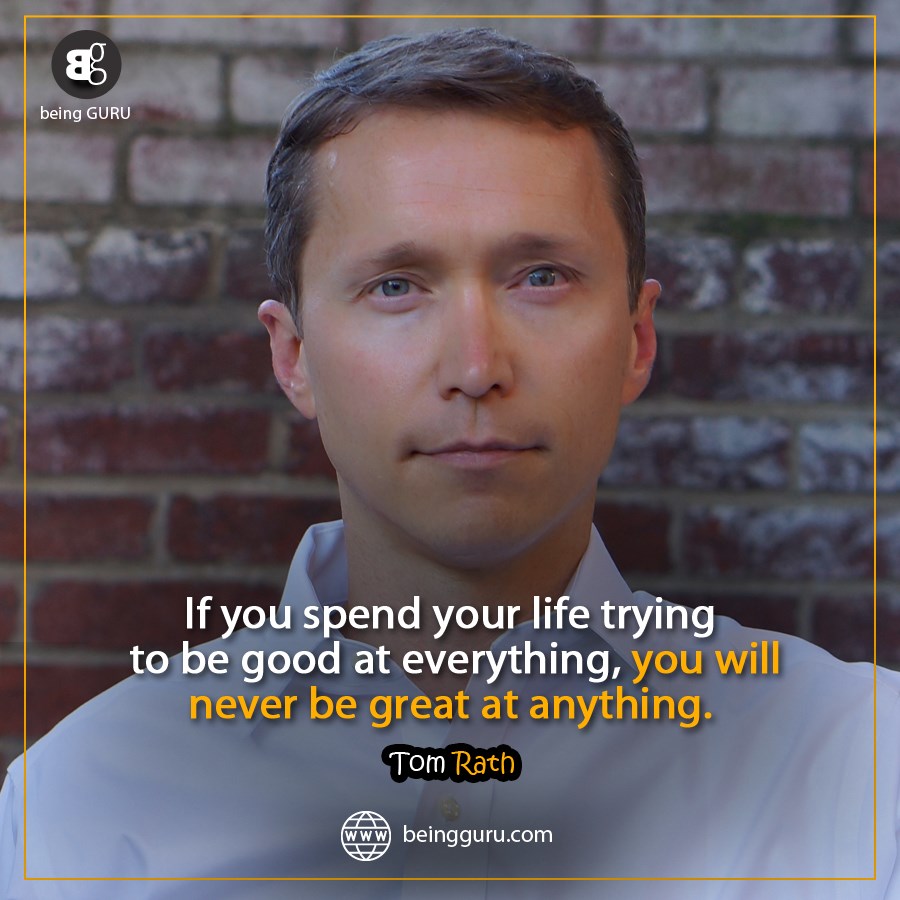 Bg
being GURU
If you spend your life trying
to be good at everything, you will
never be great at anything.
Tom Rath
www
beingguru.com